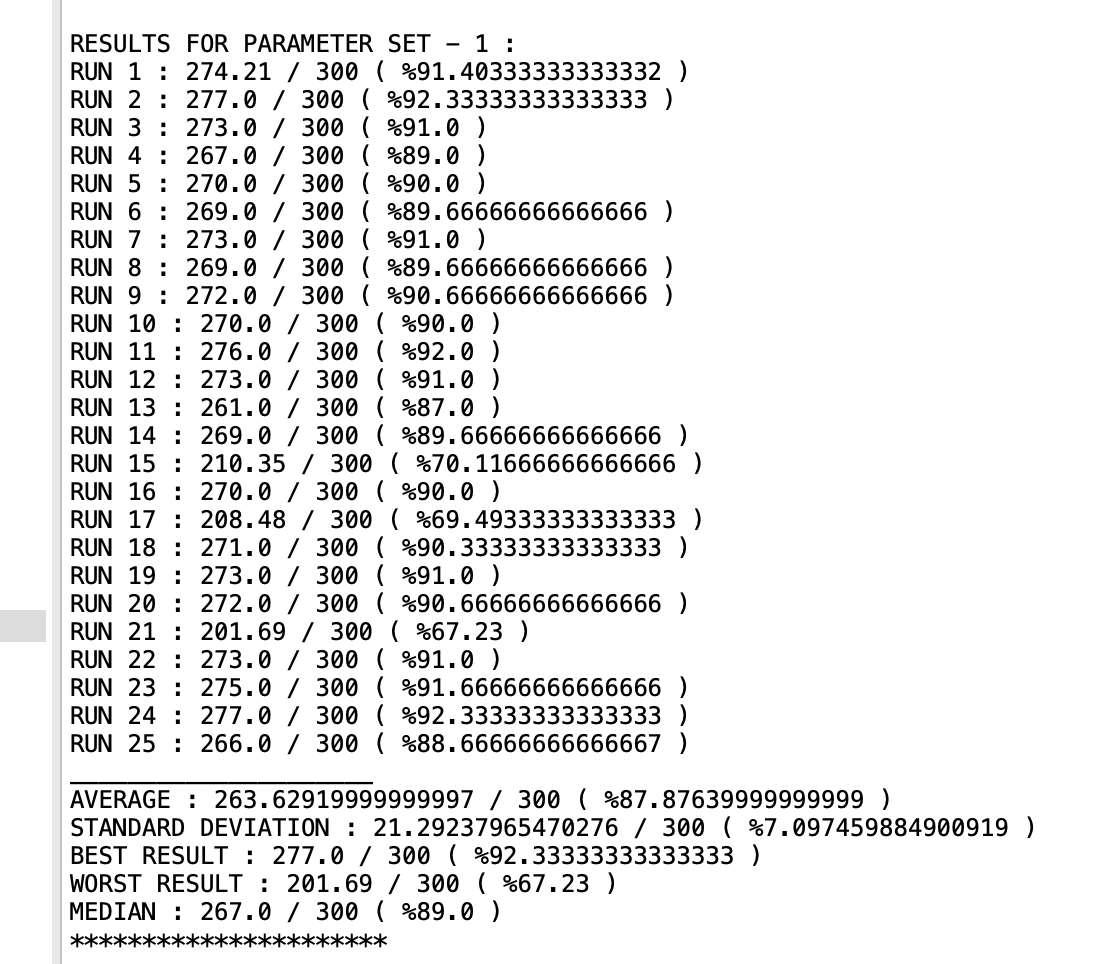 RESULTS FOR PARAMETER SET - 1 :
RUN 1 : 274.21 / 300 ( %91.40333333333332 )
RUN 2 : 277.0 / 300 ( %92.33333333333333 )
RUN 3 : 273.0 / 300 ( %91.0 )
RUN 4 : 267.0 / 300 ( %89.0 )
RUN 5 : 270.0 / 300 ( %90.0 )
RUN 6 : 269.0 / 300 ( %89.66666666666666 )
RUN 7 : 273.0 / 300 ( %91.0 )
RUN 8 : 269.0 / 300 ( %89.66666666666666 )
RUN 9 : 272.0 / 300 ( %90.66666666666666 )
RUN 10 : 270.0 / 300 ( %90.0 )
RUN 11 : 276.0 / 300 ( %92.0 )
RUN 12 : 273.0 / 300 ( %91.0 )
RUN 13 : 261.0 / 300 ( %87.0 )
RUN 14 : 269.0 / 300 ( %89.66666666666666 )
RUN 15 : 210.35 / 300 ( %70.11666666666666 )
RUN 16 : 270.0 / 300 ( %90.0 )
RUN 17 : 208.48 / 300 ( %69.49333333333333 )
RUN 18 : 271.0 / 300 ( %90.33333333333333 )
RUN 19 : 273.0 / 300 ( %91.0 )
RUN 20 : 272.0 / 300 ( %90.66666666666666 )
RUN 21 : 201.69 / 300 ( %67.23 )
RUN 22 : 273.0 / 300 ( %91.0 )
RUN 23 : 275.0 / 300 ( %91.66666666666666 )
RUN 24 : 277.0 / 300 ( %92.33333333333333 )
RUN 25 : 266.0 / 300 ( %88.66666666666667 )
_____________________
AVERAGE : 263.62919999999997 / 300 ( %87.87639999999999 )
STANDARD DEVIATION : 21.29237965470276 / 300 ( %7.097459884900919 )
BEST RESULT : 277.0 / 300 ( %92.33333333333333 )
WORST RESULT : 201.69 / 300 ( %67.23 )
MEDIAN : 267.0 / 300 ( %89.0 )
**********************